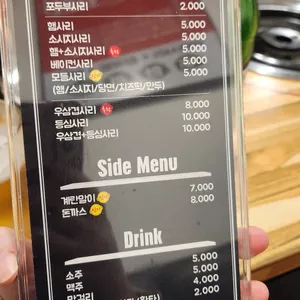 포두부사리 2.000
햄사리 5.000
소시지사리 5.000
햄+소시지사리 5.000
베이컨사리 5.000
모듬사리 5.000
(햄/소시지/당면/치즈떡/만두)
우삼겹사리 8.000
등심사리 10.000
우삼겹+등심사리 10.000
Side Menu
계란말이 7.000
돈까스 8.000
Drink
소주 5.000
맥주 5.000
막걸리 4.000
2.000